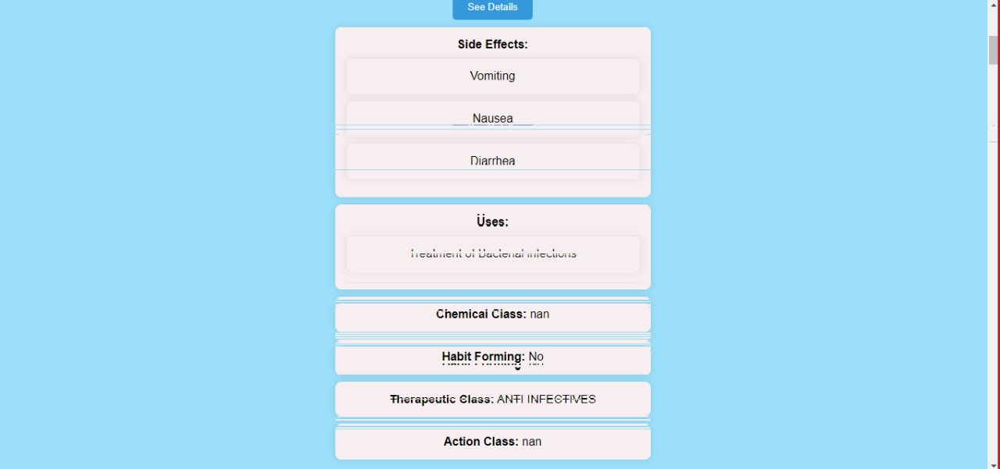 See Details
Side Effects:
Vomiting
Nausea
Diarrhea
Uses:
Treatment of Bacterial infections
Chemical Class: nan
Habit Forming: No
Therapeutic Class: ANTI INFECTIVES
Action Class: nan